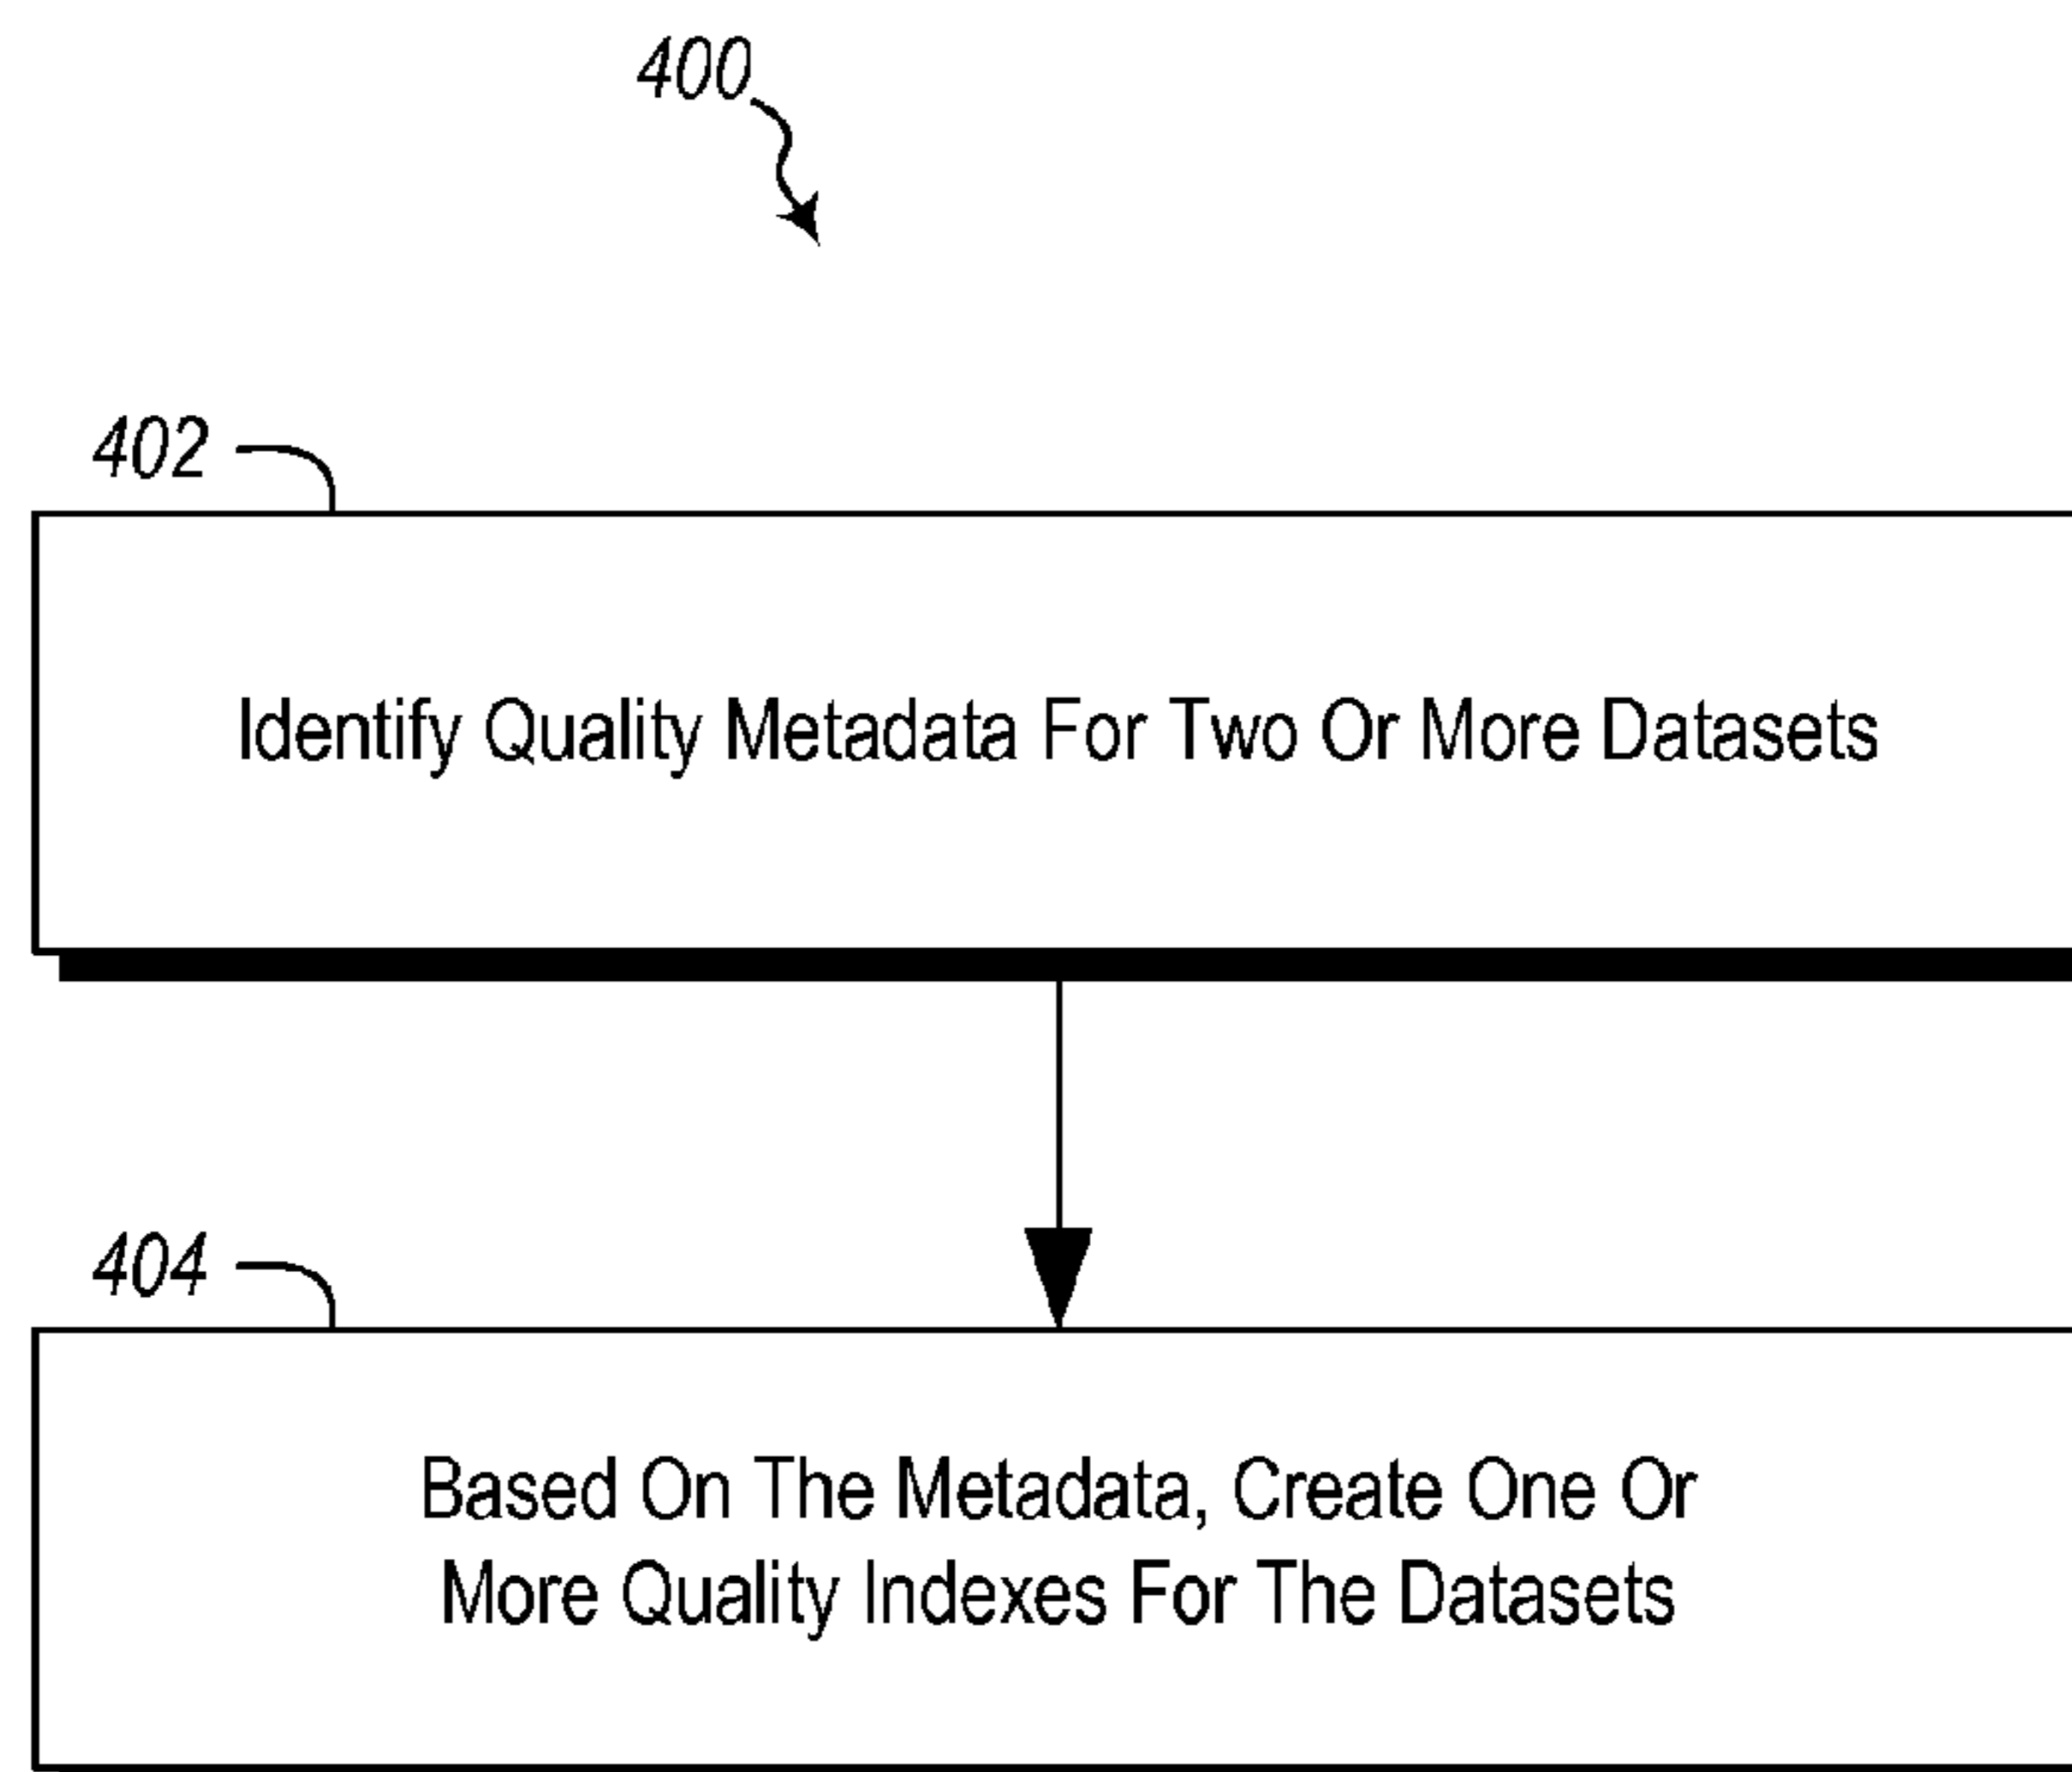 400
402
Identify Quality Metadata For Two Or More Datasets
404
Based On The Metadata, Create One Or
More Quality Indexes For The Datasets